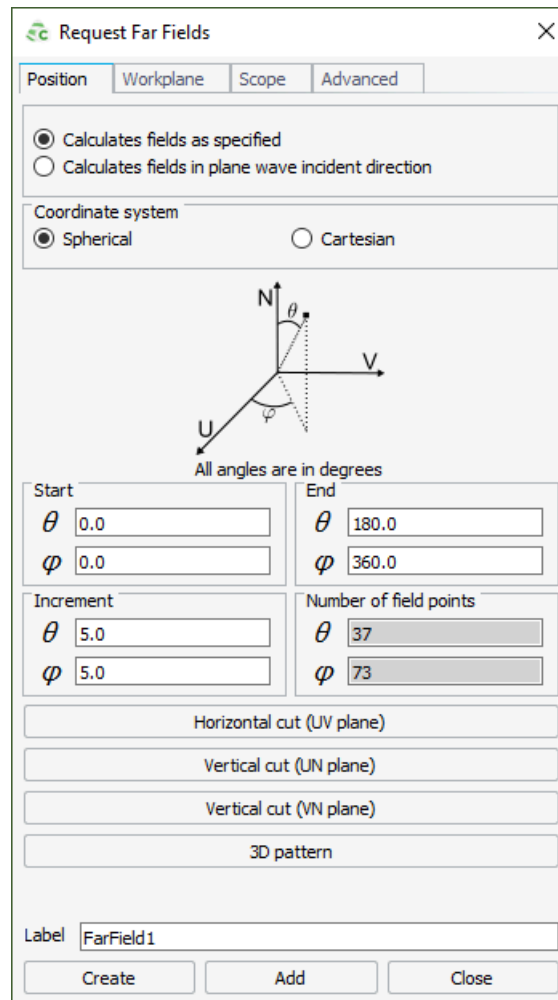 Request Far Fields
Position Workplane Scope Advanced
Calculates fields as specified
Calculates fields in plane wave incident direction
Coordinate system
Spherical Cartesian
N θ
V
U φ
All angles are in degrees
Start End
θ 0.0 θ 180.0
φ 0.0 φ 360.0
Increment Number of field points
θ 5.0 θ 37
φ 5.0 φ 73
Horizontal cut (UV plane)
Vertical cut (UN plane)
Vertical cut (VN plane)
3D pattern
Label FarField1
Create Add Close